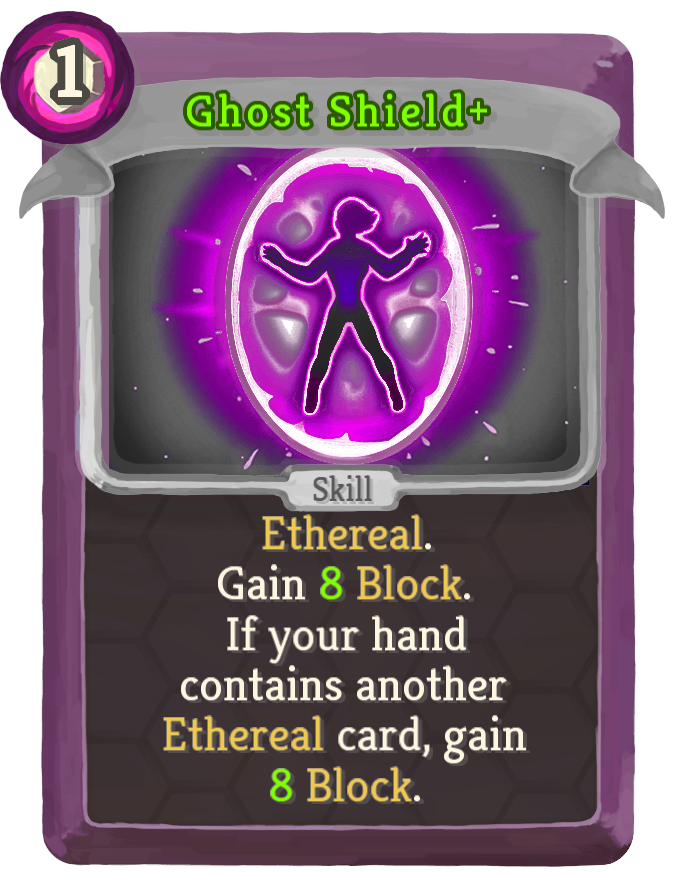 1
Ghost Shield+
Skill
Ethereal.
Gain 8 Block.
If your hand
contains another
Ethereal card, gain
8 Block.